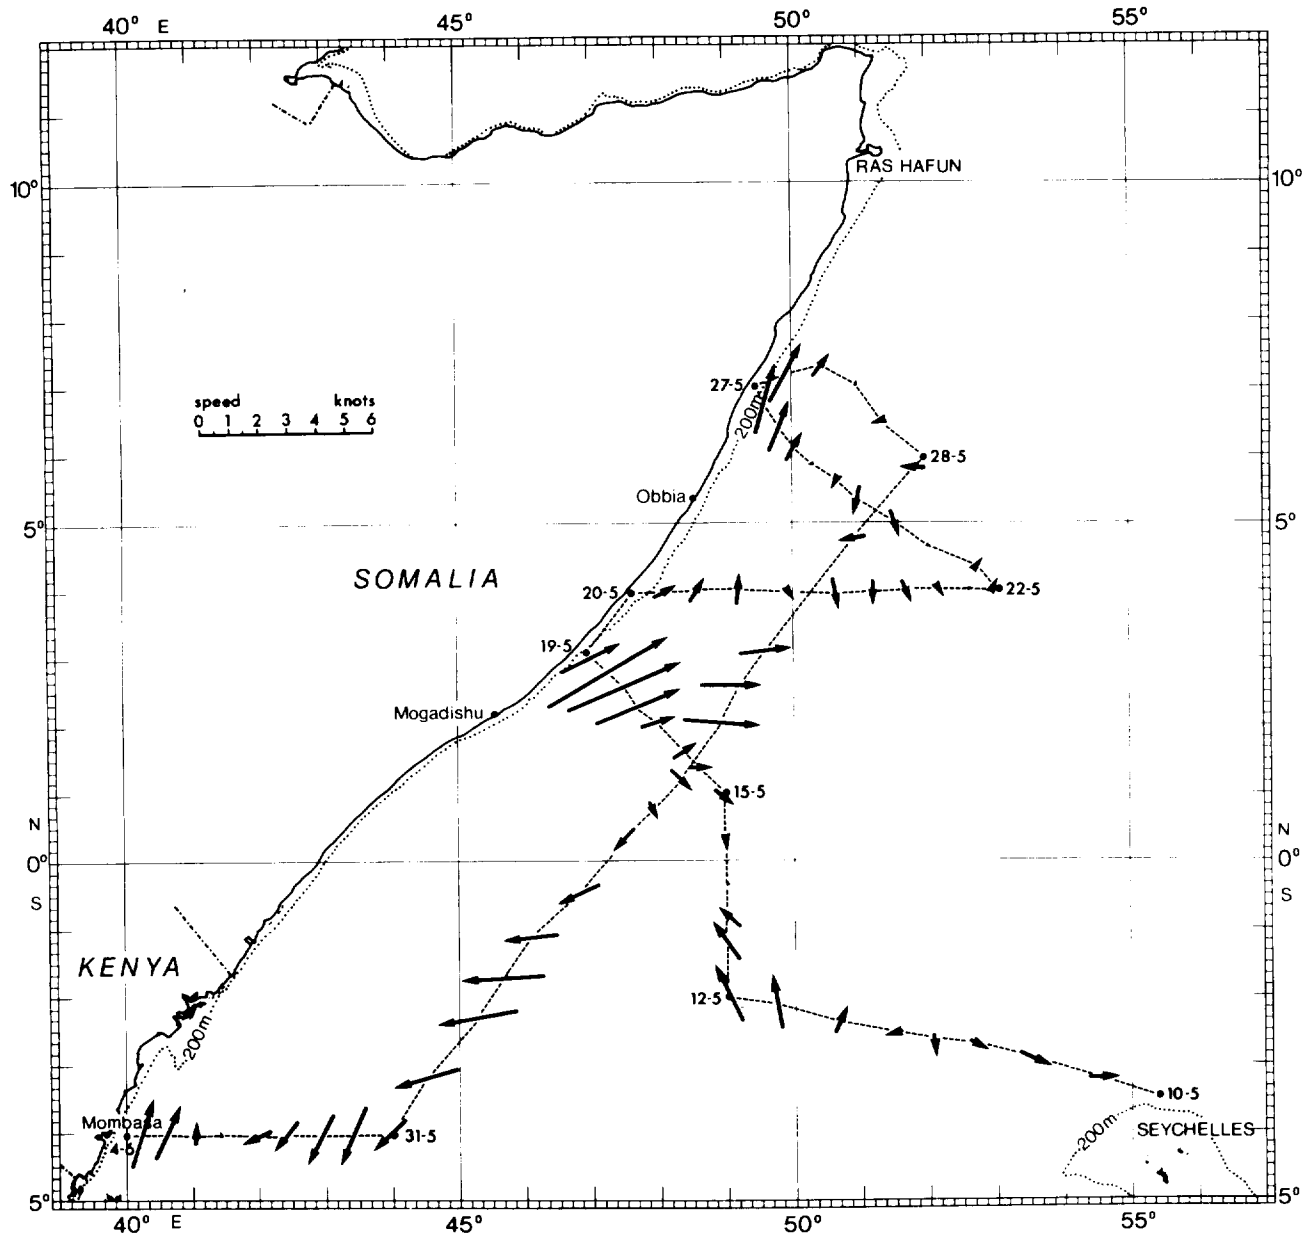 40° E 45° 50° 55°
RAS HAFUN
10° 10°
27-5
speed knots
0 1 2 3 4 5 6
200m
28-5
Obbia
5° 5°
SOMALIA
20-5 22-5
19-5
Mogadishu
15-5
N N
0° 0°
S S
KENYA
12-5
200m
10-5
Mombasa
31-5
4-6
200m
SEYCHELLES
5° 5°
40° E 45° 50° 55°